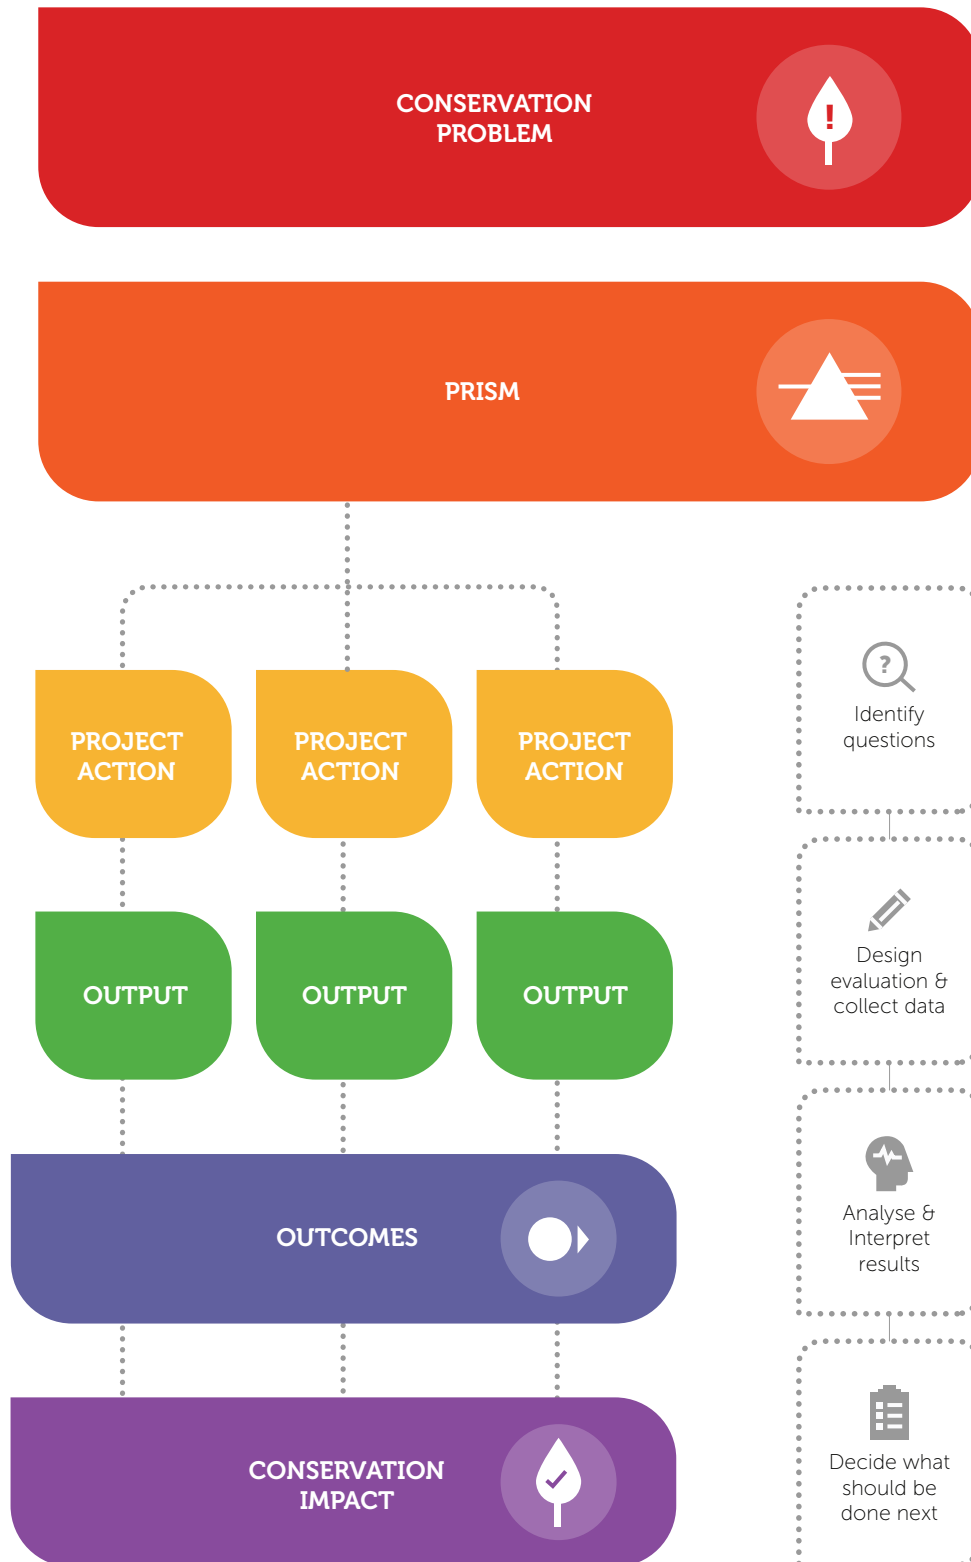 CONSERVATION
PROBLEM
!
PRISM
PROJECT
ACTION
PROJECT
ACTION
PROJECT
ACTION
OUTPUT
OUTPUT
OUTPUT
OUTCOMES
CONSERVATION
IMPACT
?
Identify
questions
Design
evaluation &
collect data
Analyse &
Interpret
results
Decide what
should be
done next